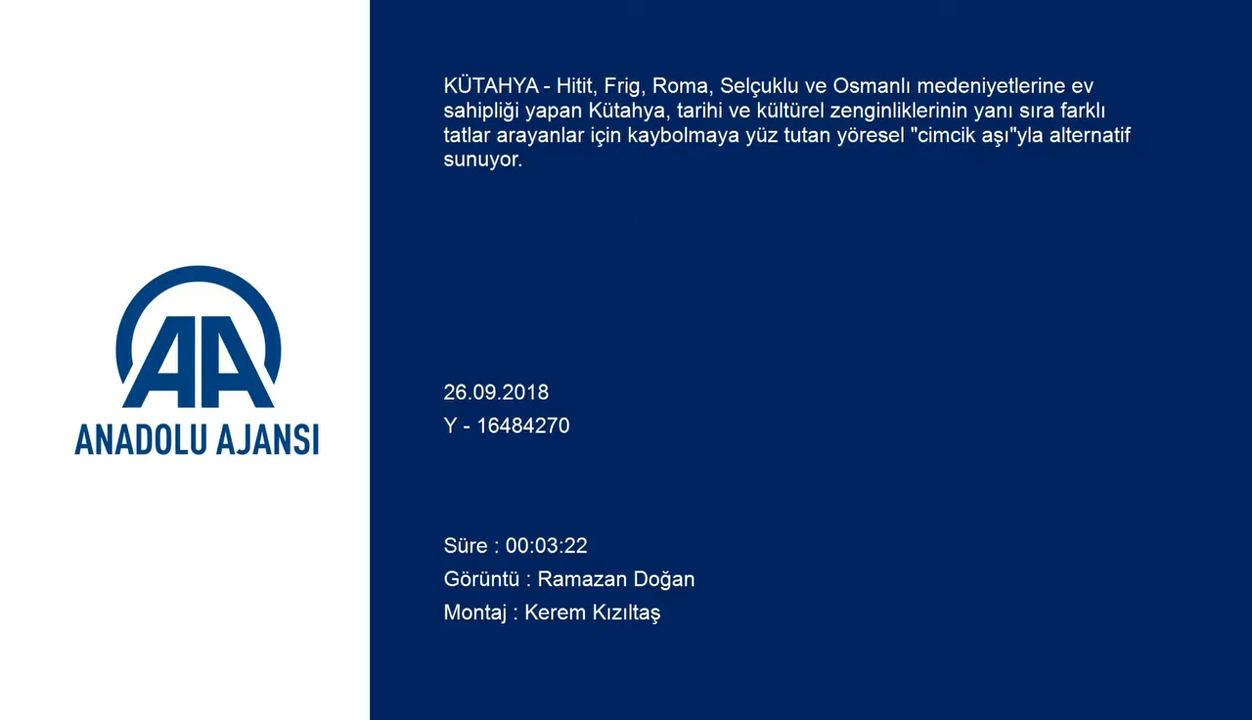 KÜTAHYA - Hitit, Frig, Roma, Selçuklu ve Osmanlı medeniyetlerine ev
sahipliği yapan Kütahya, tarihi ve kültürel zenginliklerinin yanı sıra farklı
tatlar arayanlar için kaybolmaya yüz tutan yöresel "cimcik aşı"yla alternatif
sunuyor.
AA
ANADOLU AJANSI
26.09.2018
Y - 16484270
Süre : 00:03:22
Görüntü : Ramazan Doğan
Montaj : Kerem Kızıltaş